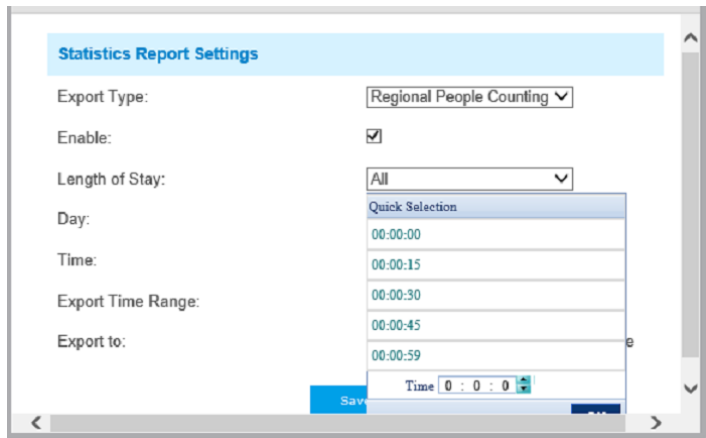 Statistics Report Settings
Export Type: Regional People Counting
Enable:
Length of Stay: All
Quick Selection
Day:
00:00:00
Time: 00:00:15
00:00:30
Export Time Range:
00:00:45
Export to: e
00:00:59
Time 0 : 0 : 0
Save